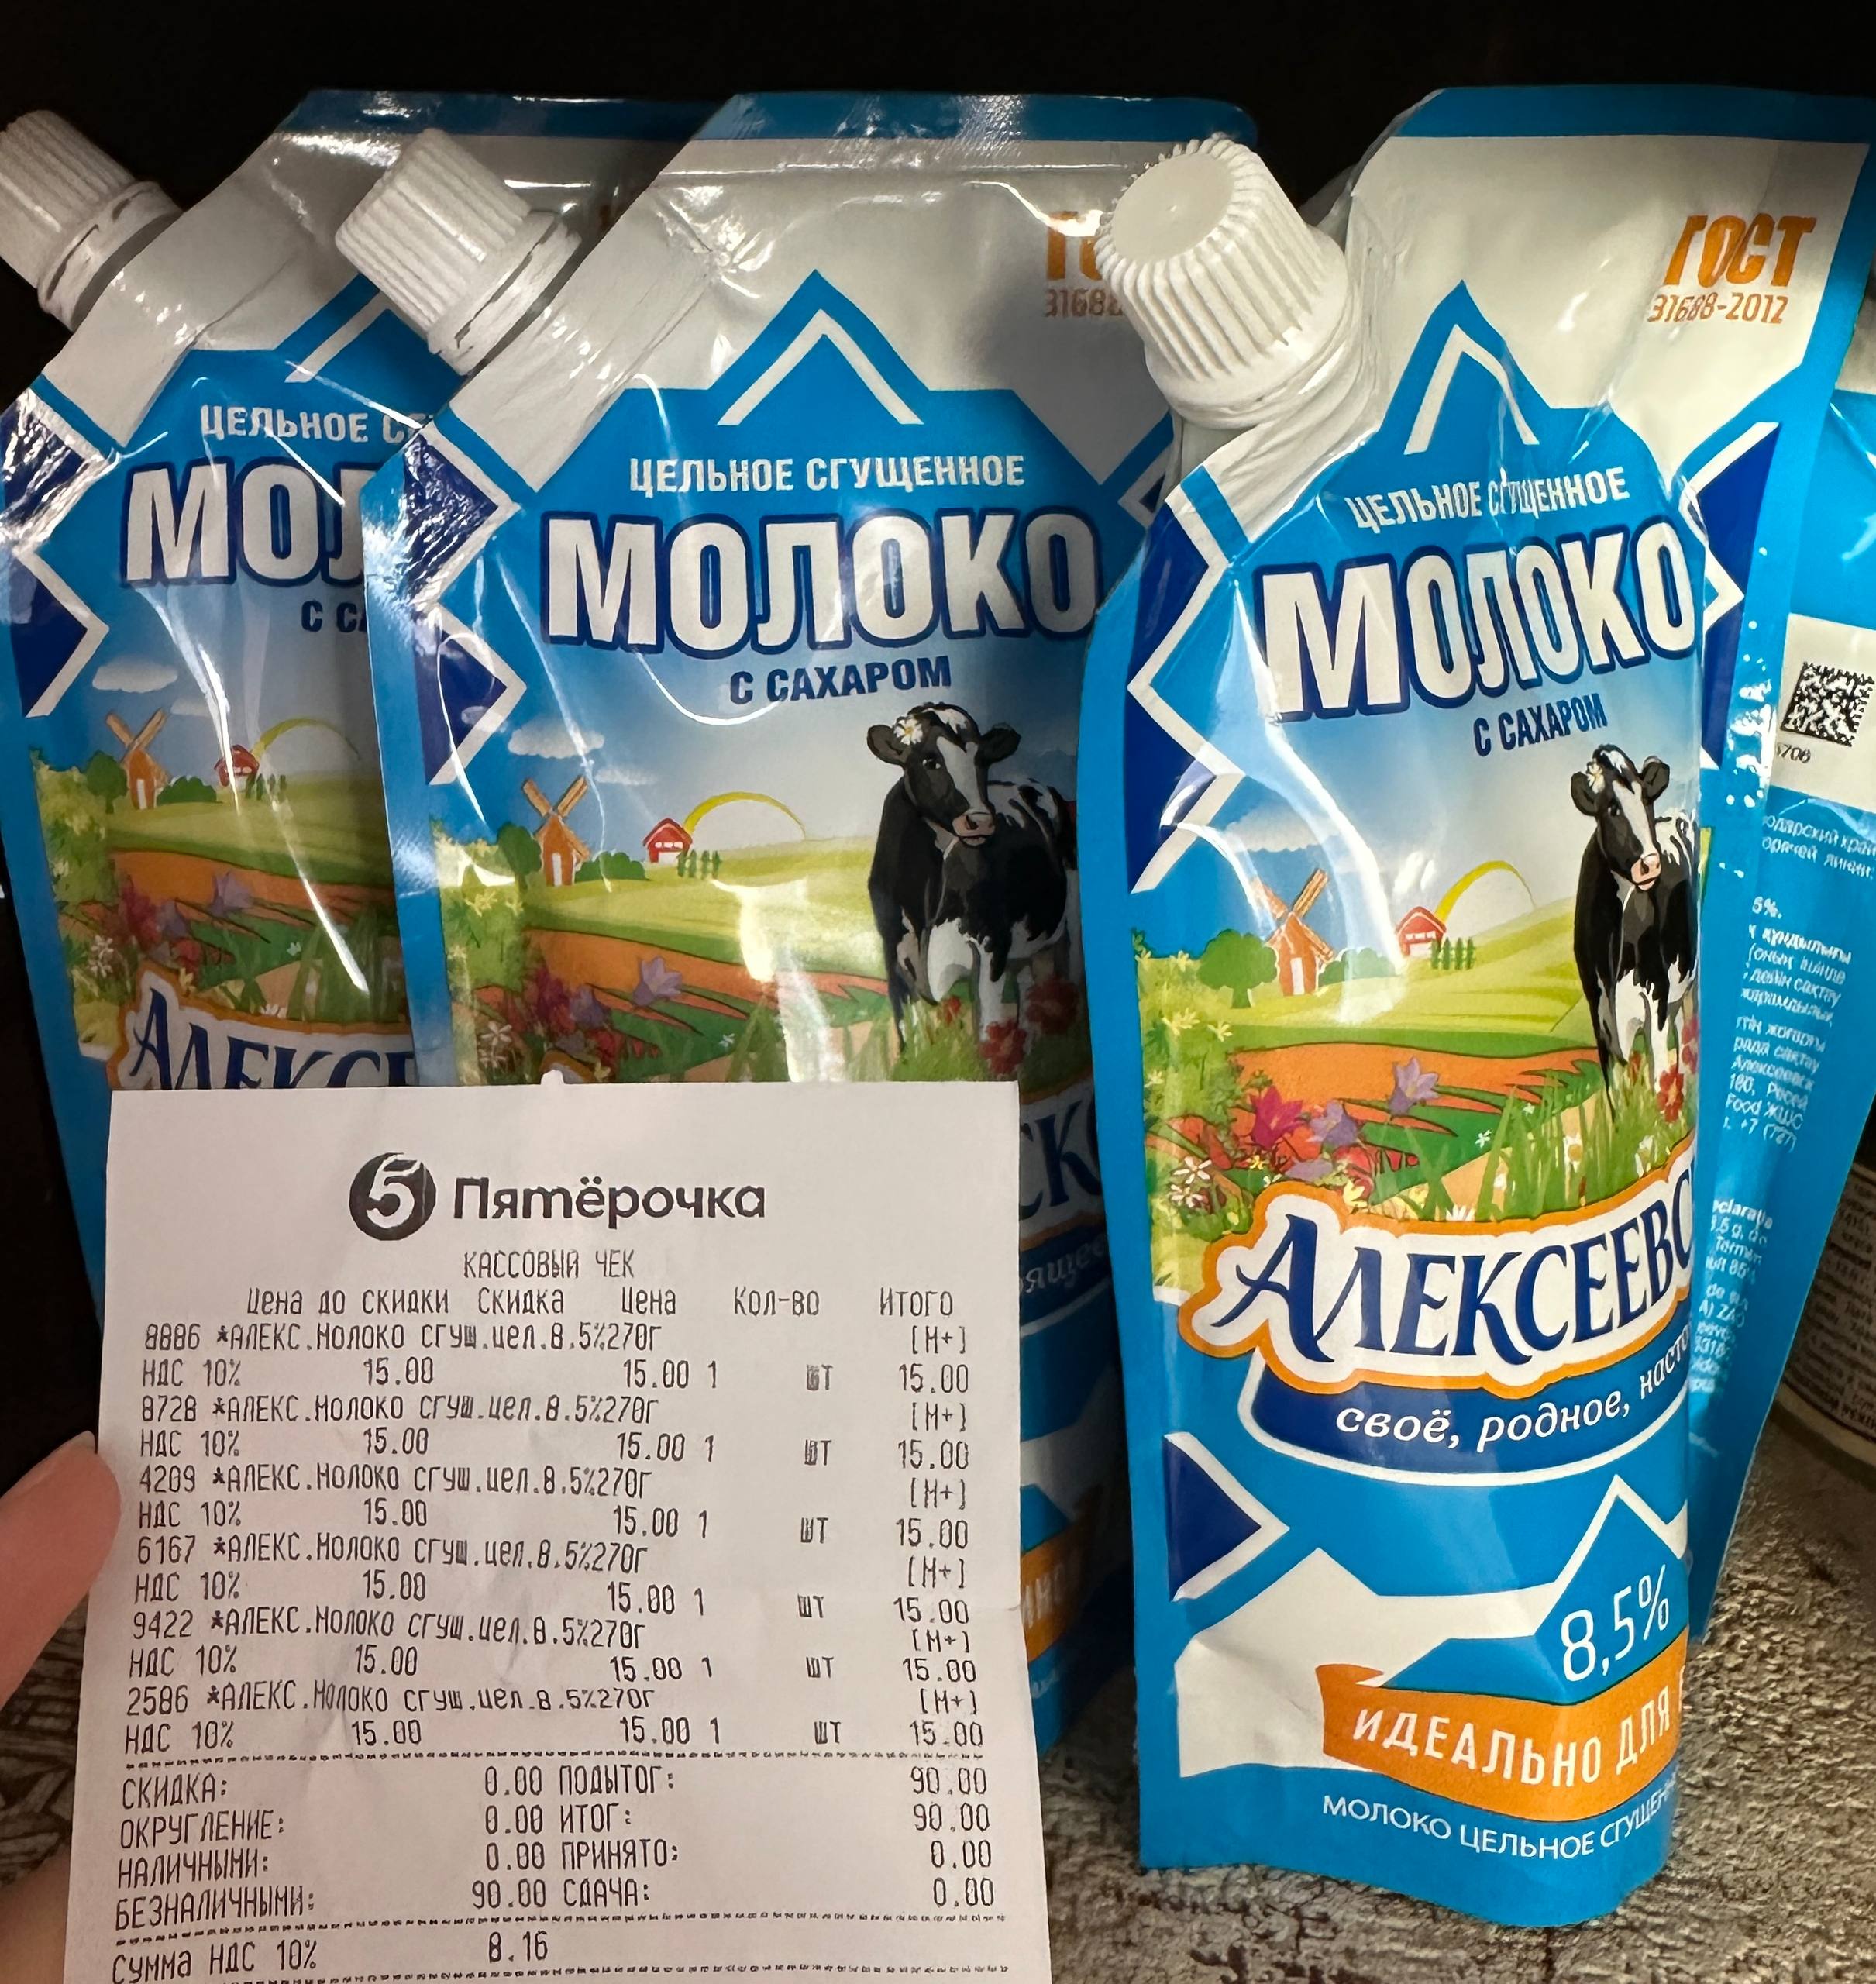 ЦЕЛЬНОЕ
С СА
ЦЕЛЬНОЕ СГУЩЕННОЕ
МОЛОКО
С САХАРОМ
ГОСТ
31688-2012
ЦЕЛЬНОЕ СГУЩЕННОЕ
МОЛОКО
С САХАРОМ
АЛЕКСЕЕВС
своё, родное, насто
8,5%
ИДЕАЛЬНО ДЛЯ
МОЛОКО ЦЕЛЬНОЕ СГУЩЕН
5 Пятёрочка
КАССОВЫЙ ЧЕК
Цена до скидки Скидка Цена Кол-во Итого
8886 *АЛЕКС.Молоко сгущ.цел.8.5%270г [М+]
НДС 10% 15.00 15.00 1 шт 15.00
8728 *АЛЕКС.Молоко сгущ.цел.8.5%270г [М+]
НДС 10% 15.00 15.00 1 шт 15.00
4209 *АЛЕКС.Молоко сгущ.цел.8.5%270г [М+]
НДС 10% 15.00 15.00 1 шт 15.00
6167 *АЛЕКС.Молоко сгущ.цел.8.5%270г [М+]
НДС 10% 15.00 15.00 1 шт 15.00
9422 *АЛЕКС.Молоко сгущ.цел.8.5%270г [М+]
НДС 10% 15.00 15.00 1 шт 15.00
2586 *АЛЕКС.Молоко сгущ.цел.8.5%270г [М+]
НДС 10% 15.00 15.00 1 шт 15.00
СКИДКА: 0.00 ПОДЫТОГ: 90.00
ОКРУГЛЕНИЕ: 0.00 ИТОГ: 90.00
НАЛИЧНЫМИ: 0.00 ПРИНЯТО: 0.00
БЕЗНАЛИЧНЫМИ: 90.00 СДАЧА: 0.00
Сумма НДС 10% 8.16